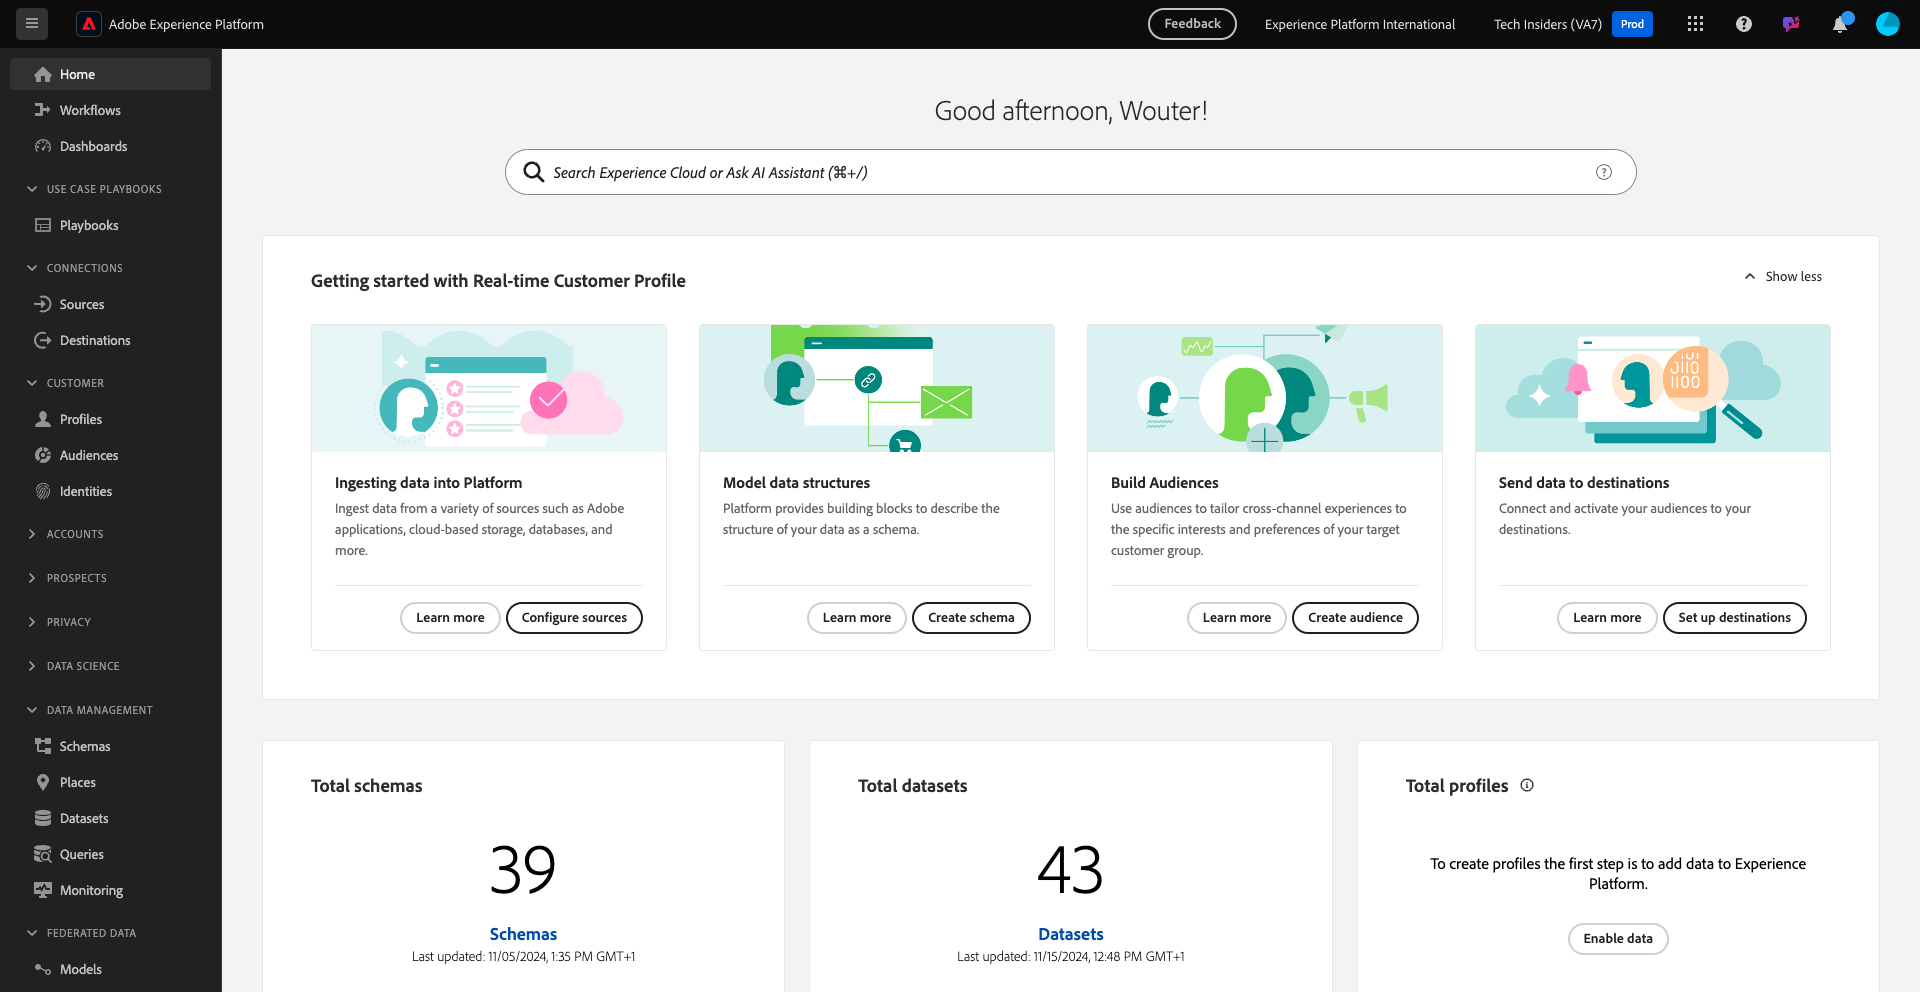 Adobe Experience Platform
Feedback
Experience Platform International
Tech Insiders (VA7)
Prod
Home
Workflows
Dashboards
USE CASE PLAYBOOKS
Playbooks
CONNECTIONS
Sources
Destinations
CUSTOMER
Profiles
Audiences
Identities
ACCOUNTS
PROSPECTS
PRIVACY
DATA SCIENCE
DATA MANAGEMENT
Schemas
Places
Datasets
Queries
Monitoring
FEDERATED DATA
Models
Good afternoon, Wouter!
Search Experience Cloud or Ask AI Assistant (⌘+/)
Getting started with Real-time Customer Profile
Show less
Ingesting data into Platform
Ingest data from a variety of sources such as Adobe
applications, cloud-based storage, databases, and
more.
Learn more
Configure sources
Model data structures
Platform provides building blocks to describe the
structure of your data as a schema.
Learn more
Create schema
Build Audiences
Use audiences to tailor cross-channel experiences to
the specific interests and preferences of your target
customer group.
Learn more
Create audience
0110
1100
Send data to destinations
Connect and activate your audiences to your
destinations.
Learn more
Set up destinations
Total schemas
39
Schemas
Last updated: 11/05/2024, 1:35 PM GMT+1
Total datasets
43
Datasets
Last updated: 11/15/2024, 12:48 PM GMT+1
Total profiles
To create profiles the first step is to add data to Experience
Platform.
Enable data